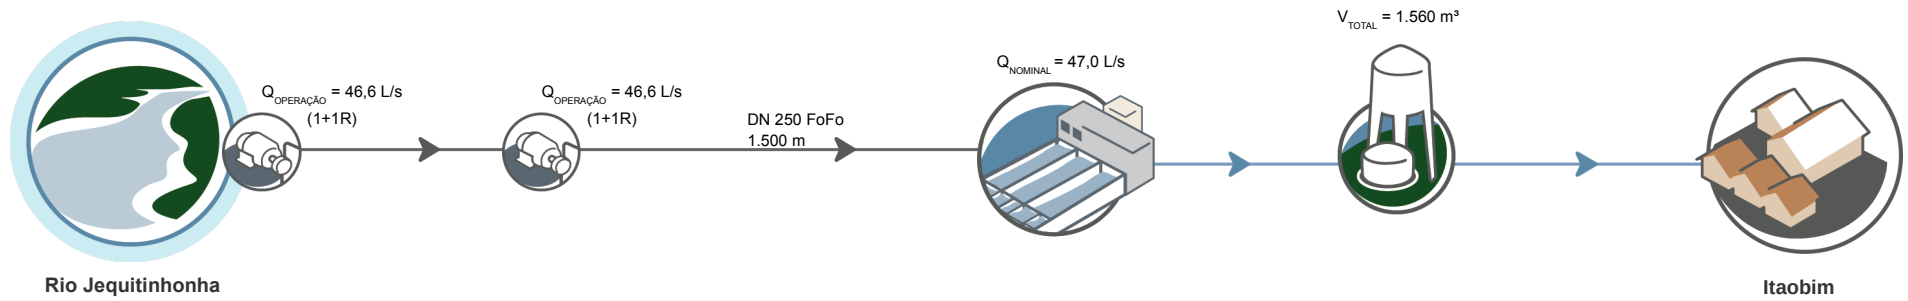 V_TOTAL = 1.560 m³
Q_NOMINAL = 47,0 L/s
Q_OPERAÇÃO = 46,6 L/s
(1+1R)
Q_OPERAÇÃO = 46,6 L/s
(1+1R)
DN 250 FoFo
1.500 m
Rio Jequitinhonha
Itaobim